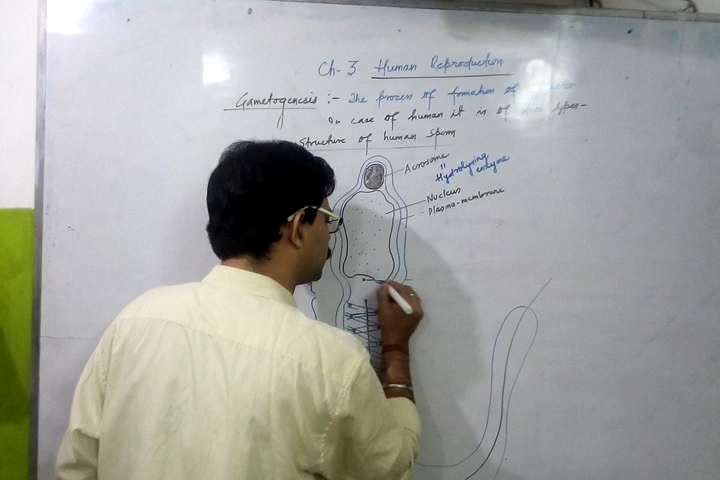 Ch- 3. Human Reproduction
Gametogenesis :- The process of formation of
In case of human it is of two types-
Structure of human Sperm
Acrosome
"
Hydrolysing
enzyme
Nucleus
Plasma-membrane